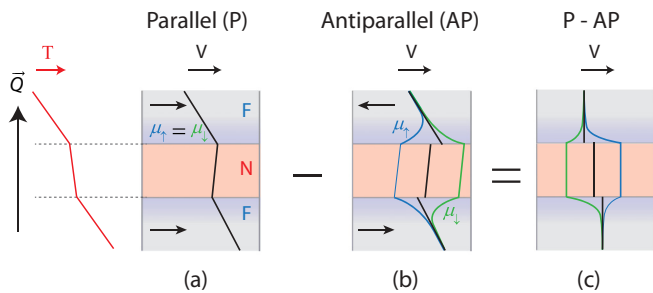 Parallel (P)
Antiparallel (AP)
P - AP
T
V
V
V
Q
F
μ↑ = μ↓
μ↑
N
F
μ↓
(a)
(b)
(c)